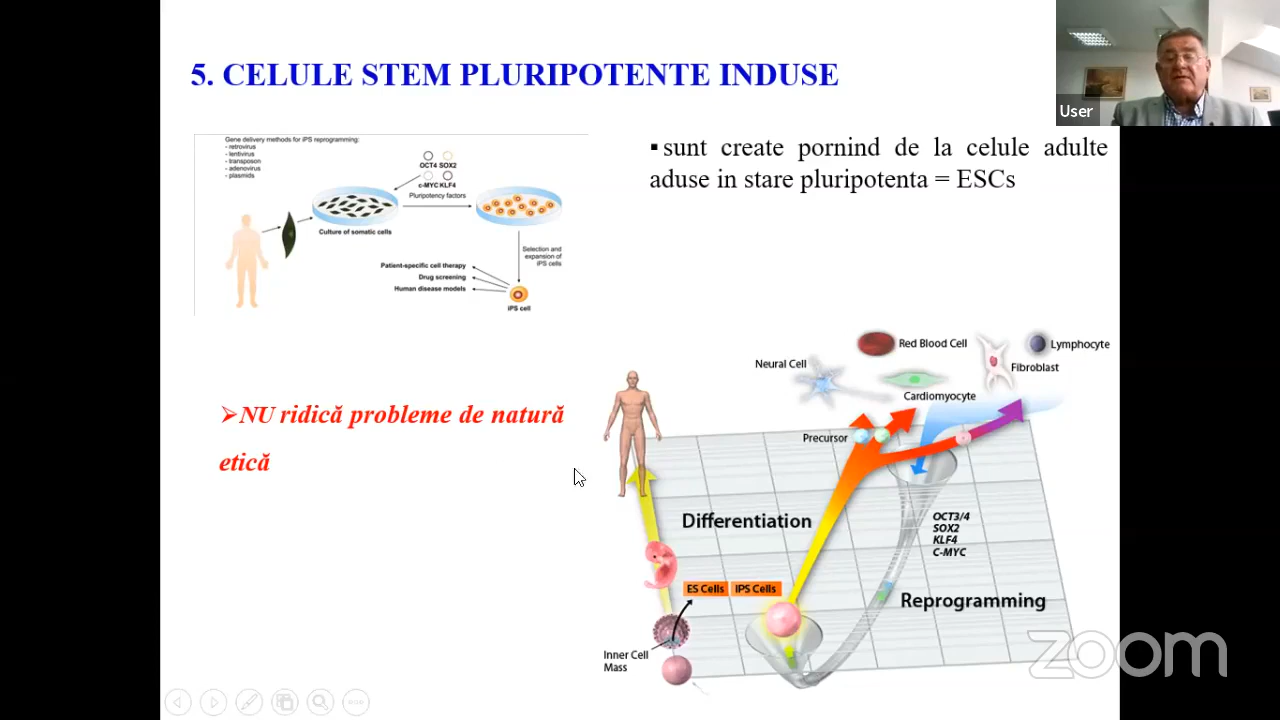 5. CELULE STEM PLURIPOTENTE INDUSE
User
Gene delivery methods for iPS reprogramming:
- retrovirus
- lentivirus
- transposon
- adenovirus
- plasmids
OCT4 SOX2
c-MYC KLF4
Pluripotency factors
Culture of somatic cells
Selection and
expansion of
iPS cells
Patient-specific cell therapy
Drug screening
Human disease models
iPS cell
▪ sunt create pornind de la celule adulte
aduse in stare pluripotenta = ESCs
➢NU ridică probleme de natură
etică
Red Blood Cell
Lymphocyte
Neural Cell
Fibroblast
Cardiomyocyte
Precursor
Differentiation
OCT3/4
SOX2
KLF4
C-MYC
ES Cells
IPS Cells
Reprogramming
Inner Cell
Mass
zoom